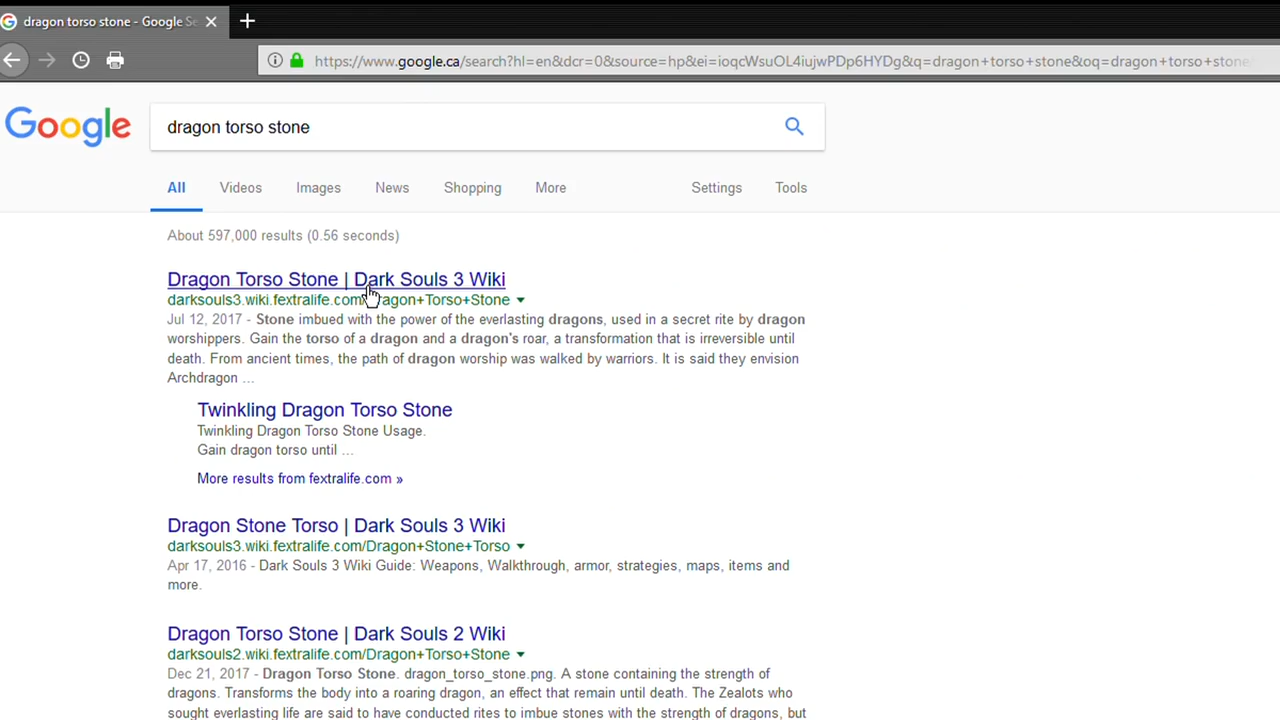 dragon torso stone - Google Se
https://www.google.ca/search?hl=en&dcr=0&source=hp&ei=ioqcWsuOL4iujwPDp6HYDg&q=dragon+torso+stone&oq=dragon+torso+stone
Google
dragon torso stone
All Videos Images News Shopping More Settings Tools
About 597,000 results (0.56 seconds)
Dragon Torso Stone | Dark Souls 3 Wiki
darksouls3.wiki.fextralife.com/Dragon+Torso+Stone
Jul 12, 2017 - Stone imbued with the power of the everlasting dragons, used in a secret rite by dragon
worshippers. Gain the torso of a dragon and a dragon's roar, a transformation that is irreversible until
death. From ancient times, the path of dragon worship was walked by warriors. It is said they envision
Archdragon ...
Twinkling Dragon Torso Stone
Twinkling Dragon Torso Stone Usage.
Gain dragon torso until ...
More results from fextralife.com »
Dragon Stone Torso | Dark Souls 3 Wiki
darksouls3.wiki.fextralife.com/Dragon+Stone+Torso
Apr 17, 2016 - Dark Souls 3 Wiki Guide: Weapons, Walkthrough, armor, strategies, maps, items and
more.
Dragon Torso Stone | Dark Souls 2 Wiki
darksouls2.wiki.fextralife.com/Dragon+Torso+Stone
Dec 21, 2017 - Dragon Torso Stone. dragon_torso_stone.png. A stone containing the strength of
dragons. Transforms the body into a roaring dragon, an effect that remain until death. The Zealots who
sought everlasting life are said to have conducted rites to imbue stones with the strength of dragons, but